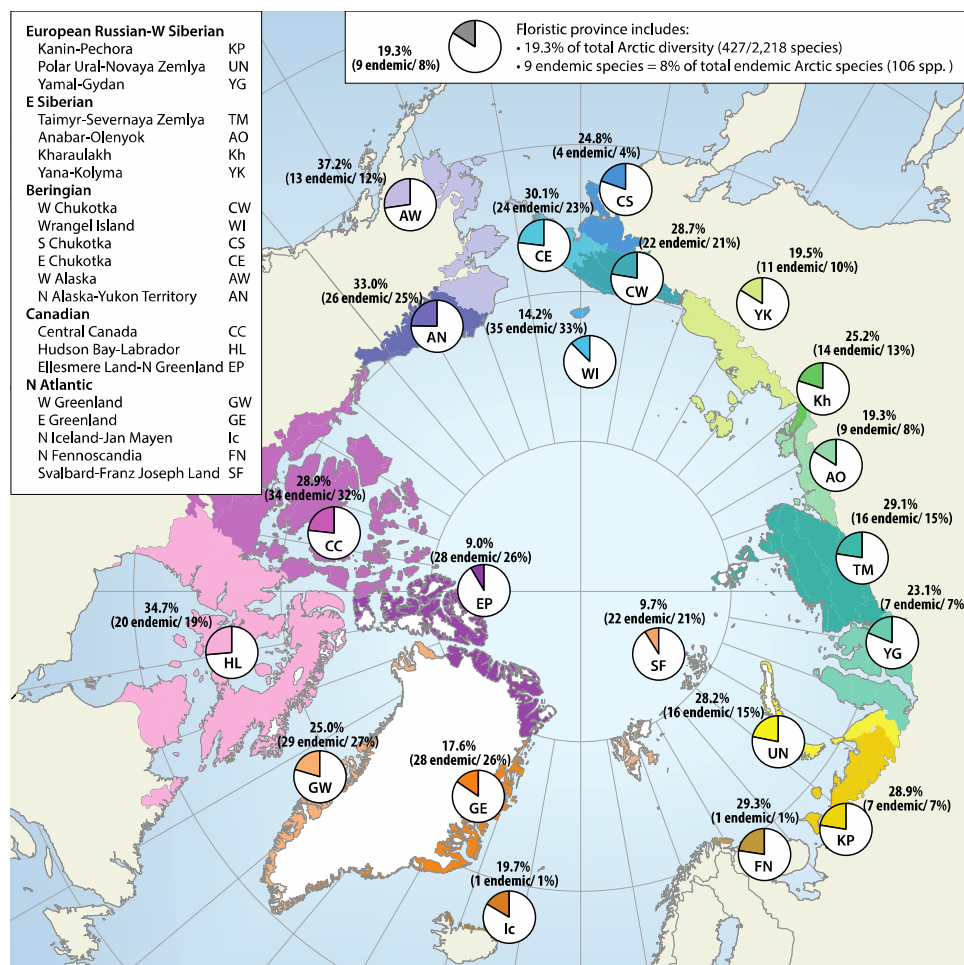 European Russian-W Siberian
Kanin-Pechora KP
Polar Ural-Novaya Zemlya UN
Yamal-Gydan YG
E Siberian
Taimyr-Severnaya Zemlya TM
Anabar-Olenyok AO
Kharaulakh Kh
Yana-Kolyma YK
Beringian
W Chukotka CW
Wrangel Island WI
S Chukotka CS
E Chukotka CE
W Alaska AW
N Alaska-Yukon Territory AN
Canadian
Central Canada CC
Hudson Bay-Labrador HL
Ellesmere Land-N Greenland EP
N Atlantic
W Greenland GW
E Greenland GE
N Iceland-Jan Mayen Ic
N Fennoscandia FN
Svalbard-Franz Joseph Land SF
19.3%
(9 endemic/ 8%)
Floristic province includes:
• 19.3% of total Arctic diversity (427/2,218 species)
• 9 endemic species = 8% of total endemic Arctic species (106 spp. )
24.8%
(4 endemic/ 4%)
CS
37.2%
(13 endemic/ 12%)
AW
30.1%
(24 endemic/ 23%)
CE
28.7%
(22 endemic/ 21%)
CW
19.5%
(11 endemic/ 10%)
YK
33.0%
(26 endemic/ 25%)
AN
14.2%
(35 endemic/ 33%)
WI
25.2%
(14 endemic/ 13%)
Kh
19.3%
(9 endemic/ 8%)
AO
28.9%
(34 endemic/ 32%)
CC
29.1%
(16 endemic/ 15%)
TM
9.0%
(28 endemic/ 26%)
EP
23.1%
(7 endemic/ 7%)
YG
34.7%
(20 endemic/ 19%)
HL
9.7%
(22 endemic/ 21%)
SF
28.2%
(16 endemic/ 15%)
UN
25.0%
(29 endemic/ 27%)
GW
17.6%
(28 endemic/ 26%)
GE
28.9%
(7 endemic/ 7%)
KP
29.3%
(1 endemic/ 1%)
FN
19.7%
(1 endemic/ 1%)
Ic